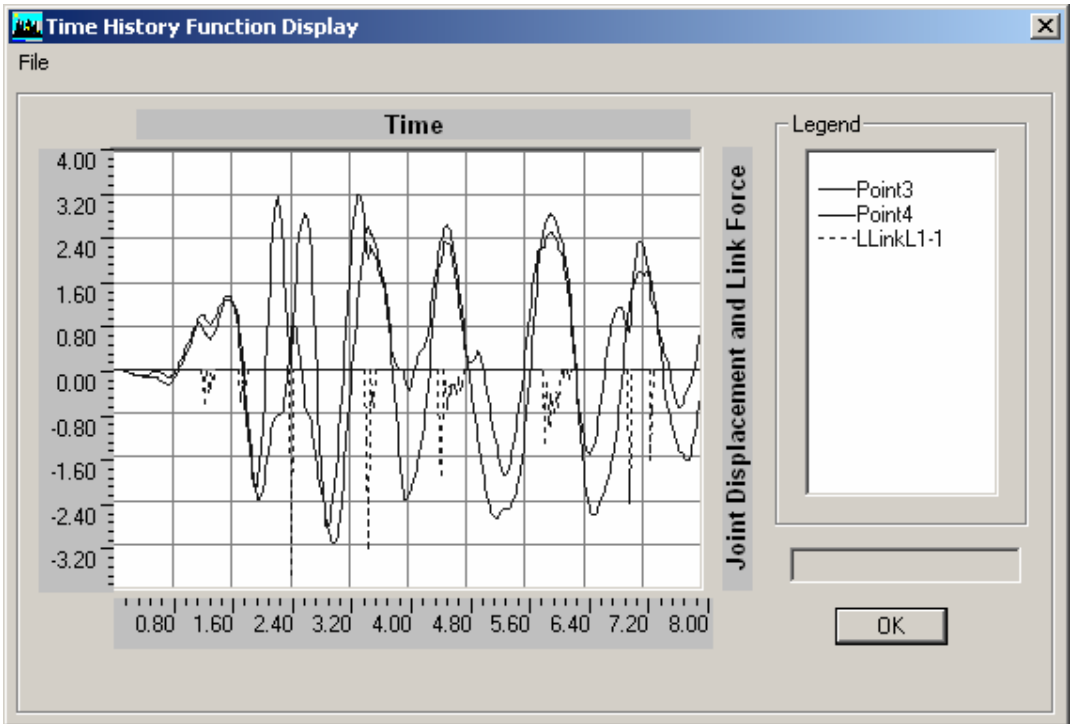 Time History Function Display
File
Time
4.00
3.20
2.40
1.60
0.80
0.00
-0.80
-1.60
-2.40
-3.20
0.80 1.60 2.40 3.20 4.00 4.80 5.60 6.40 7.20 8.00
Joint Displacement and Link Force
Legend
Point3
Point4
LLinkL1-1
OK